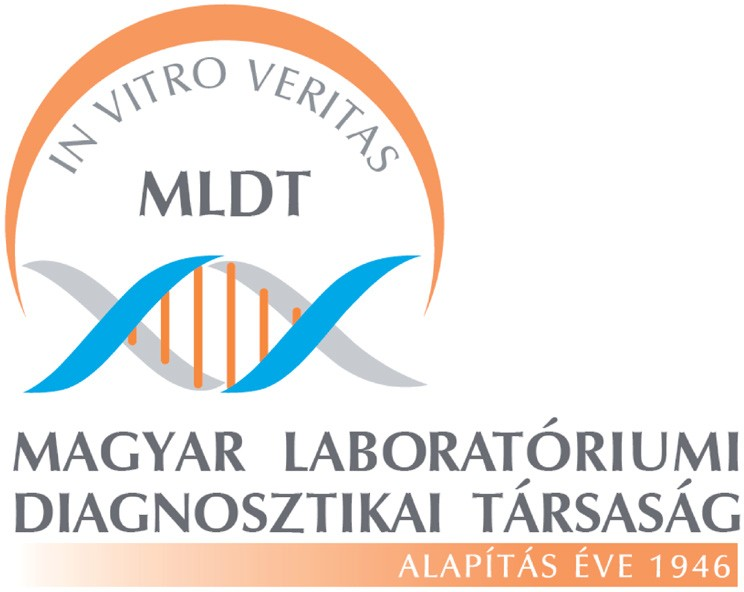 IN VITRO VERITAS
MLDT
MAGYAR LABORATÓRIUMI
DIAGNOSZTIKAI TÁRSASÁG
ALAPÍTÁS ÉVE 1946